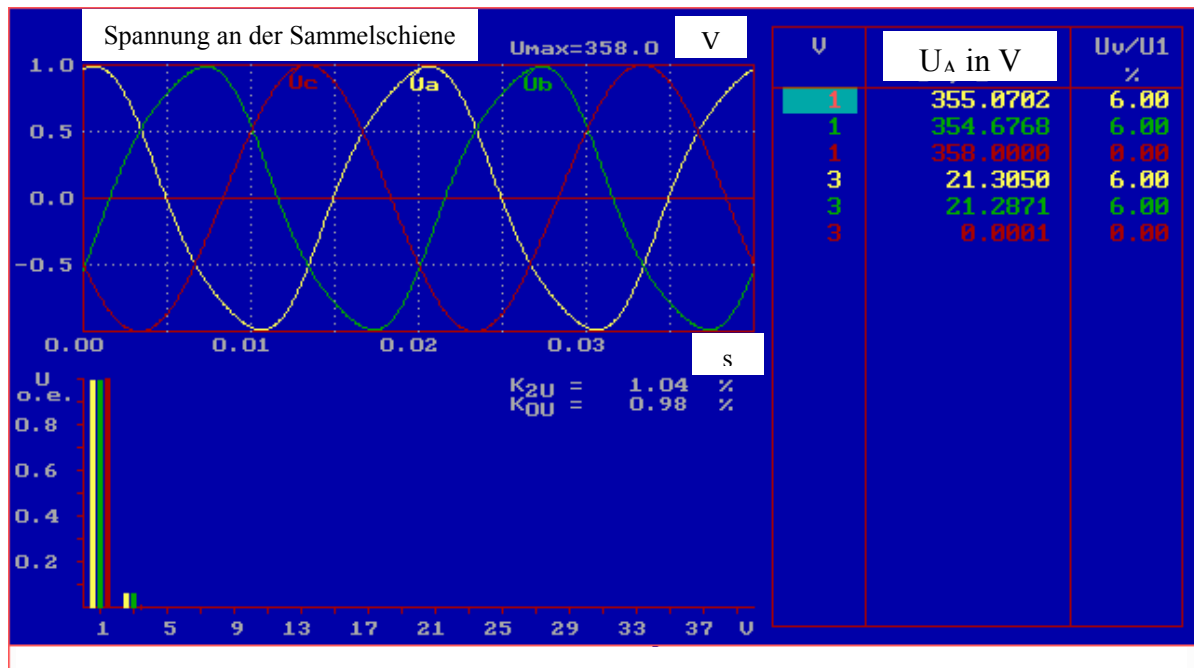 Spannung an der Sammelschiene
Umax=358.0 V
1.0
0.5
0.0
-0.5
Uc Ua Ub
0.00 0.01 0.02 0.03 s
U
o.e.
0.8
0.6
0.4
0.2
K2U = 1.04 %
K0U = 0.98 %
1 5 9 13 17 21 25 29 33 37 V
V UA in V Uv/U1
%
1 355.0702 6.00
1 354.6768 6.00
1 358.0000 0.00
3 21.3050 6.00
3 21.2871 6.00
3 0.0001 0.00